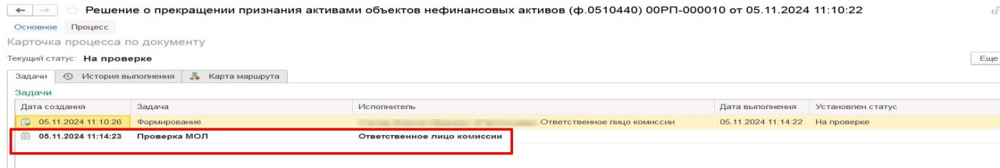 Решение о прекращении признания активами объектов нефинансовых активов (ф.0510440) 00РП-000010 от 05.11.2024 11:10:22
Основное Процесс
Карточка процесса по документу
Текущий статус: На проверке Еще
Задачи История выполнения Карта маршрута
Задачи
Дата создания Задача Исполнитель Дата выполнения Установлен статус
05.11.2024 11:10:26 Формирование Ответственное лицо комиссии 05.11.2024 11:14:22 На проверке
05.11.2024 11:14:23 Проверка МОЛ Ответственное лицо комиссии